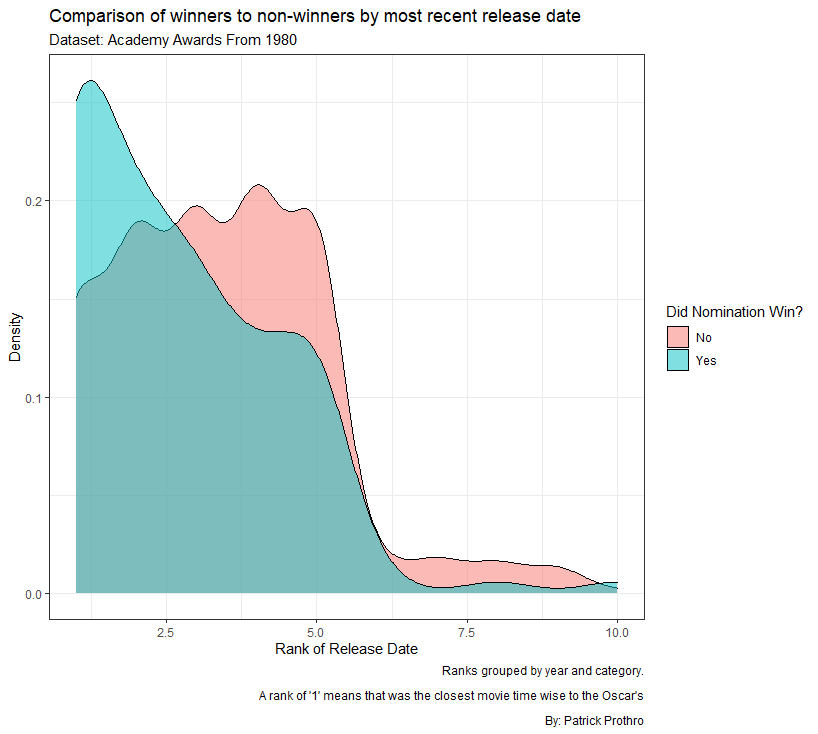 Comparison of winners to non-winners by most recent release date
Dataset: Academy Awards From 1980
Density
0.2
0.1
0.0
2.5 5.0 7.5 10.0
Rank of Release Date
Did Nomination Win?
No
Yes
Ranks grouped by year and category.
A rank of '1' means that was the closest movie time wise to the Oscar's
By: Patrick Prothro